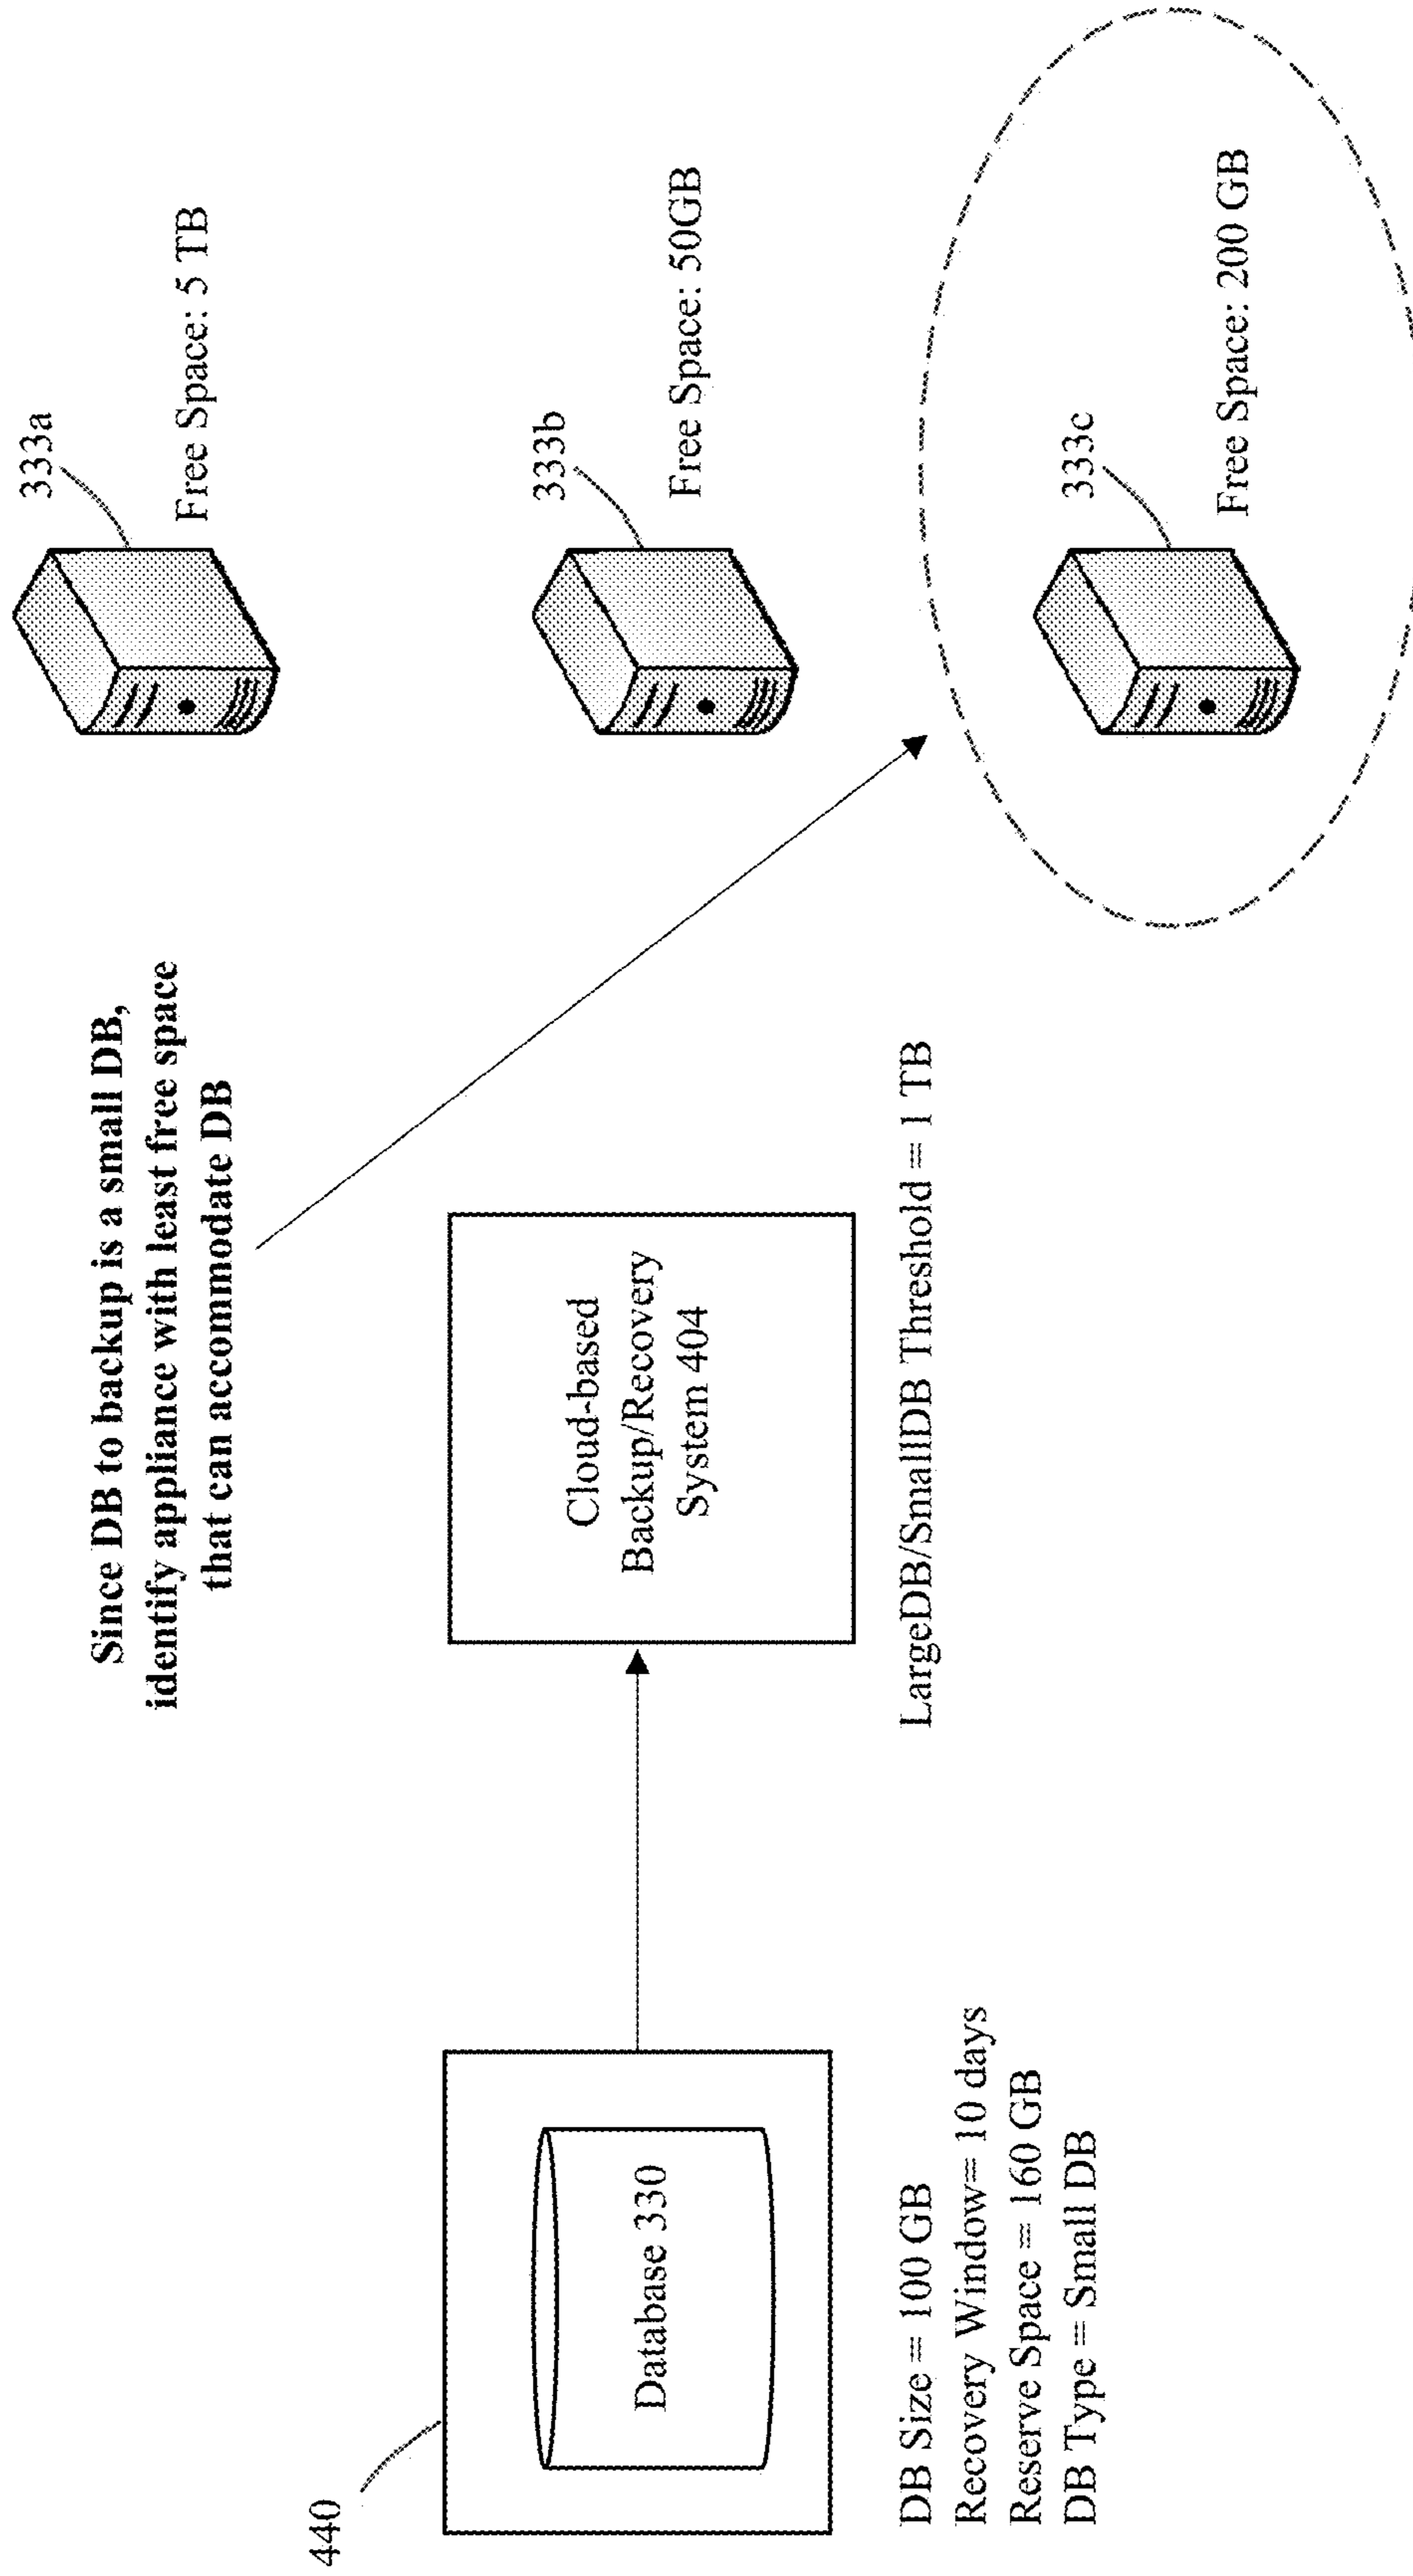 Since DB to backup is a small DB,
identify appliance with least free space
that can accommodate DB
333a
Free Space: 5 TB
333b
Free Space: 50GB
333c
Free Space: 200 GB
440
Database 330
Cloud-based
Backup/Recovery
System 404
DB Size = 100 GB
Recovery Window= 10 days
Reserve Space = 160 GB
DB Type = Small DB
LargeDB/SmallDB Threshold = 1 TB